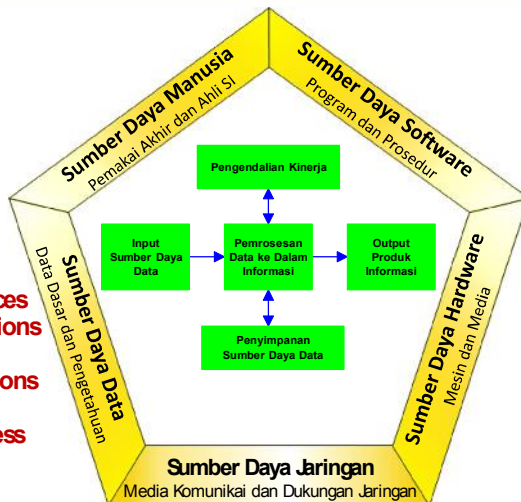 Sumber Daya Manusia
Pemakai Akhir dan Ahli SI
Sumber Daya Software
Program dan Prosedur
Pengendalian Kinerja
Input
Sumber Daya
Data
Pemrosesan
Data ke Dalam
Informasi
Output
Produk
Informasi
Penyimpanan
Sumber Daya Data
Sumber Daya Data
Data Dasar dan Pengetahuan
Sumber Daya Hardware
Mesin dan Media
Sumber Daya Jaringan
Media Komunikai dan Dukungan Jaringan
ces
ions
ons
ess